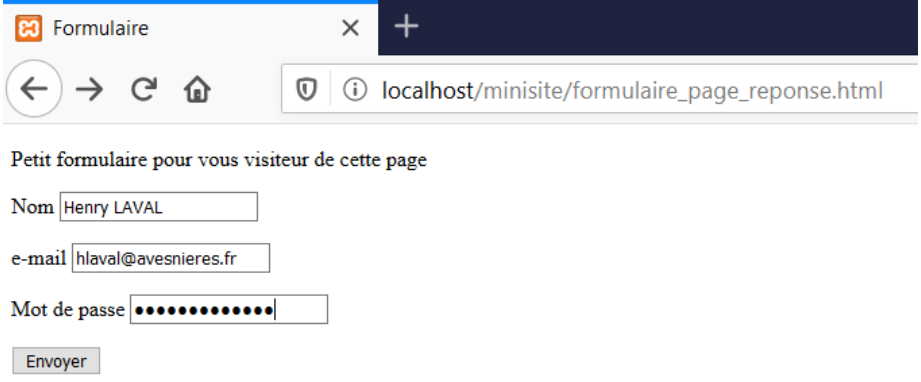 Formulaire
localhost/minisite/formulaire_page_reponse.html
Petit formulaire pour vous visiteur de cette page
Nom Henry LAVAL
e-mail hlaval@avesnieres.fr
Mot de passe •••••••••••••
Envoyer